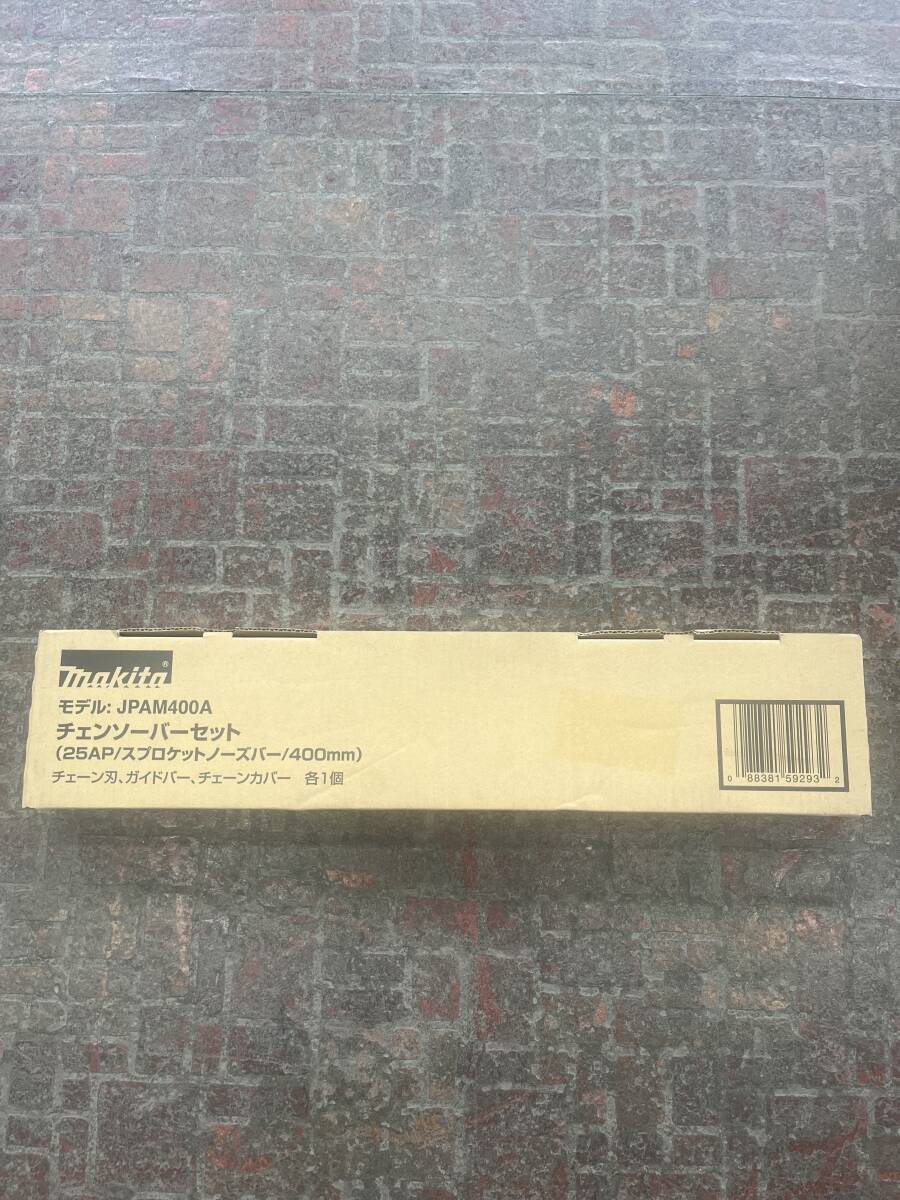 makita®
モデル: JPAM400A
チェンソーバーセット
(25AP/スプロケットノーズバー/400mm)
チェーン刃、ガイドバー、チェーンカバー 各1個
0 88381 59293 2